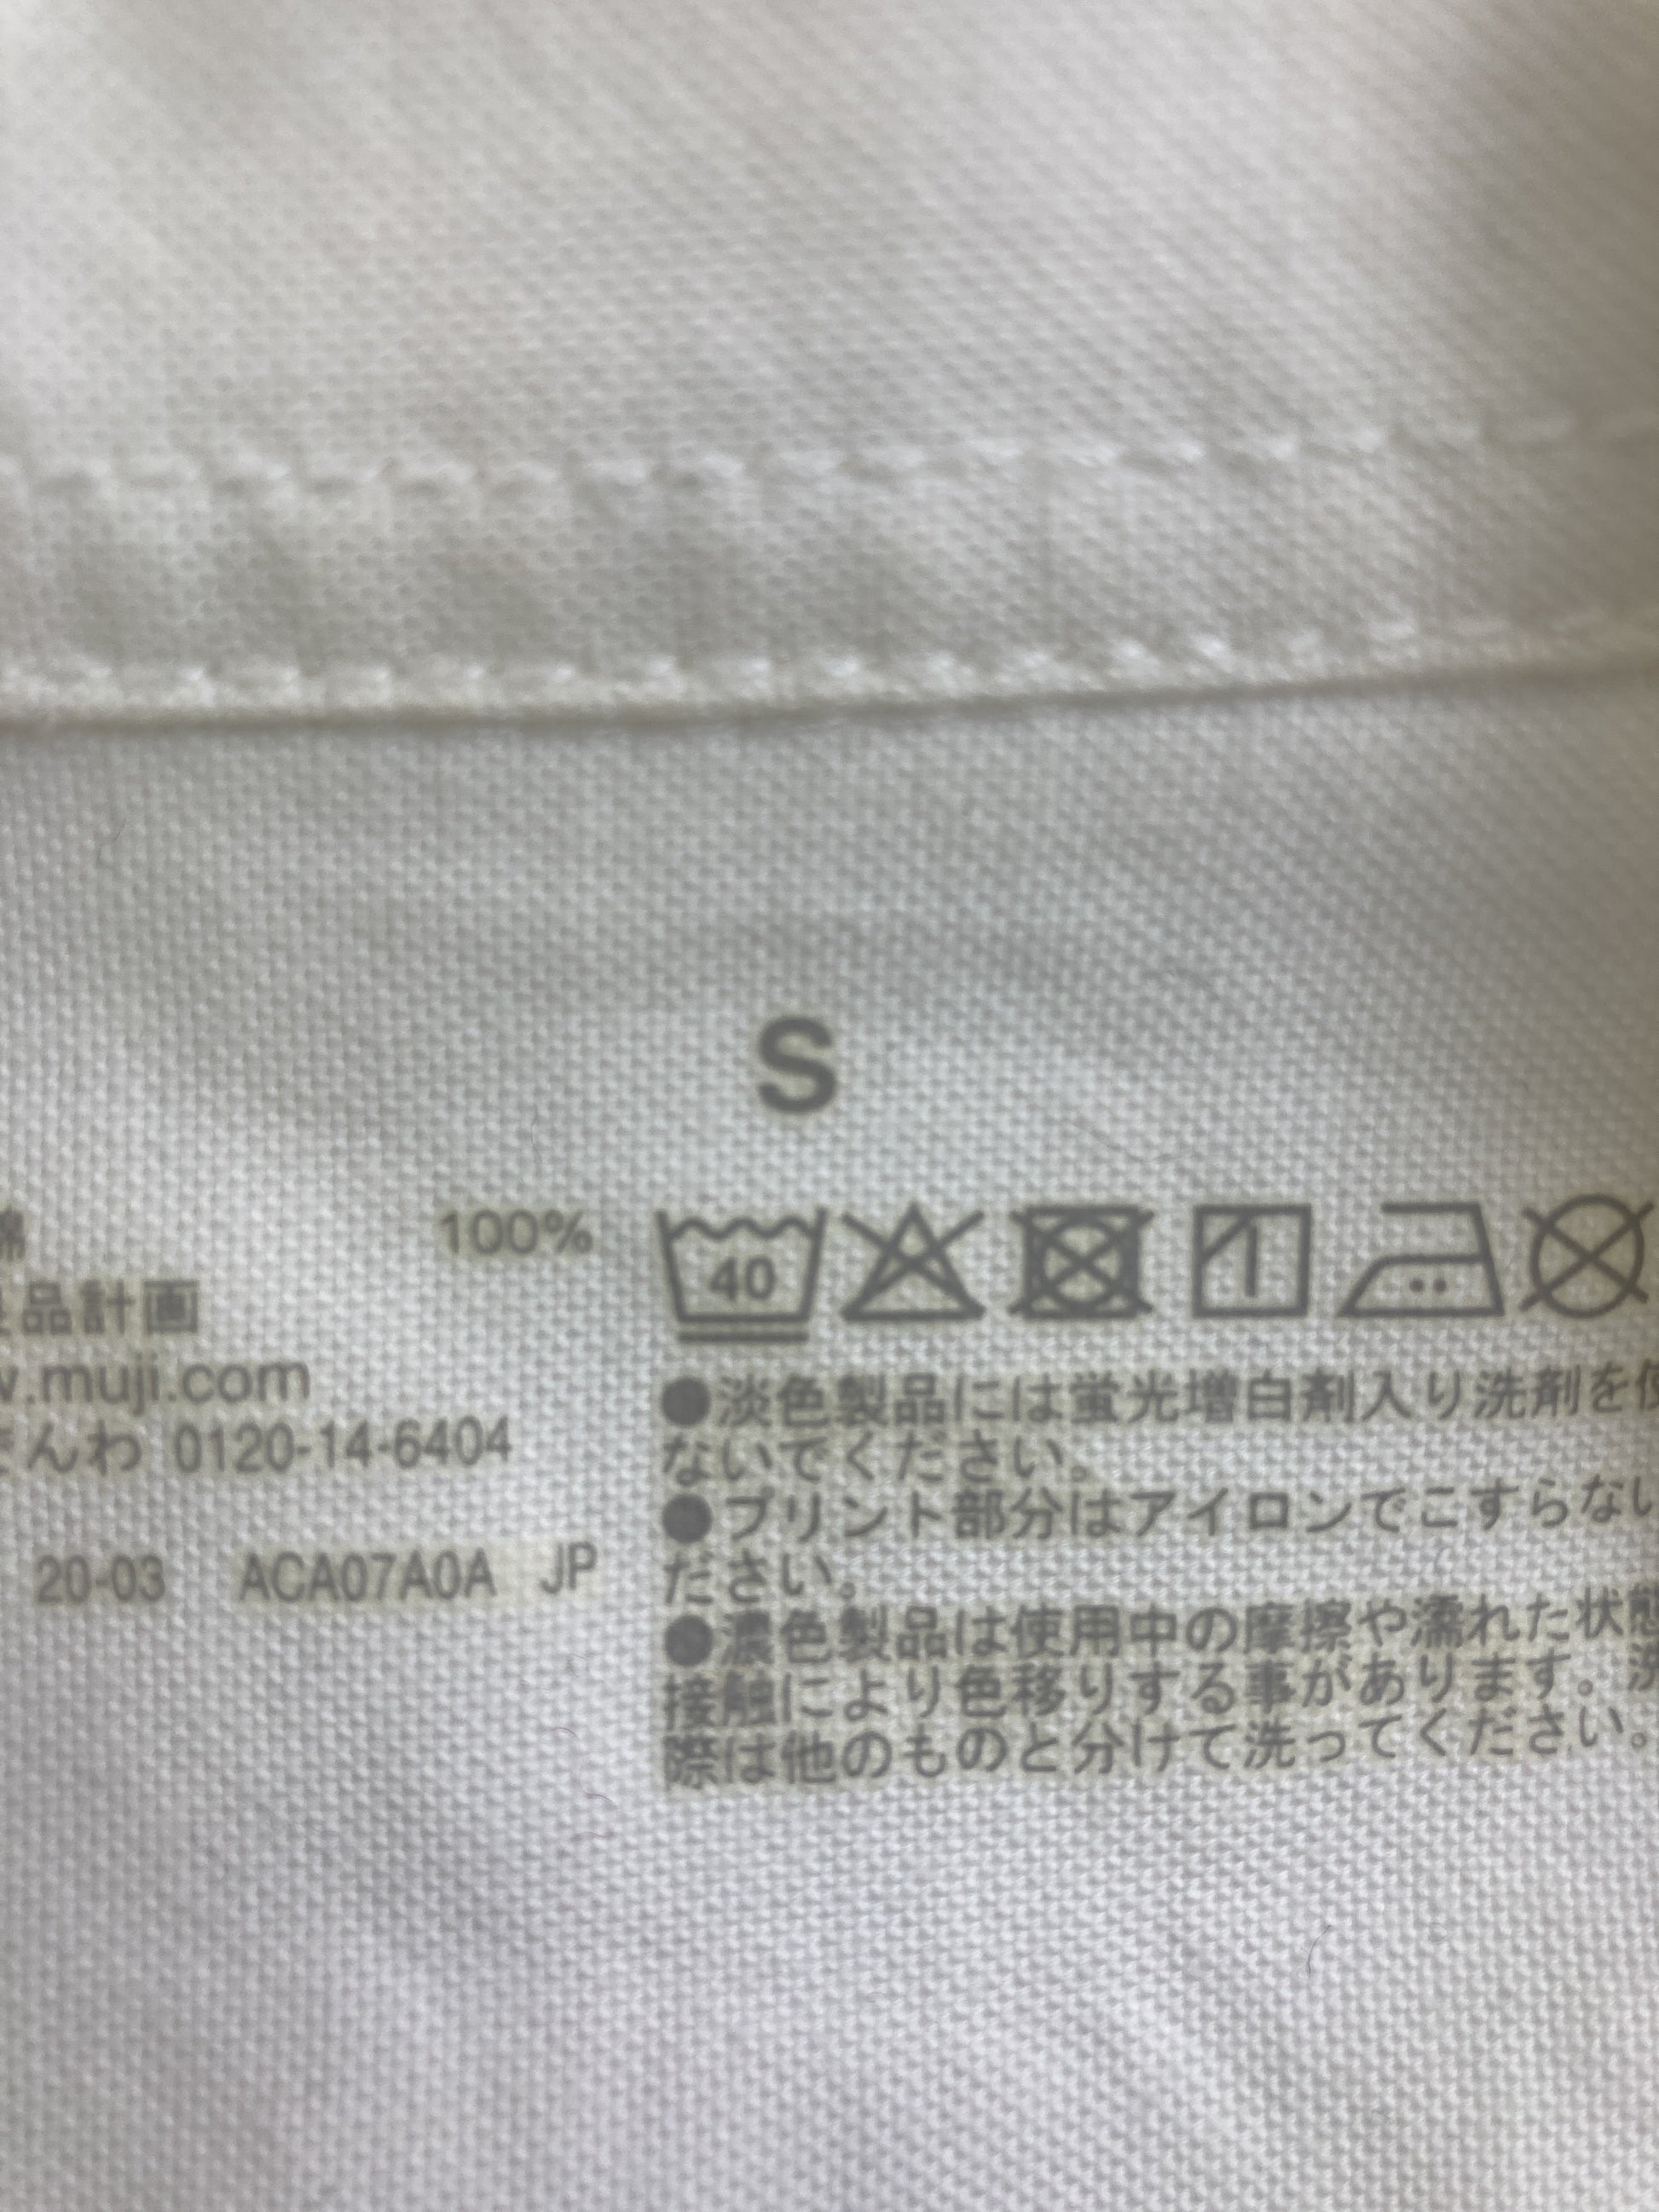 S
綿 100%
良品計画
w.muji.com
でんわ 0120-14-6404
20-03 ACA07A0A JP
40
●淡色製品には蛍光増白剤入り洗剤を使
ないでください。
●プリント部分はアイロンでこすらない
ださい。
●濃色製品は使用中の摩擦や濡れた状態
接触により色移りする事があります。洗
際は他のものと分けて洗ってください。